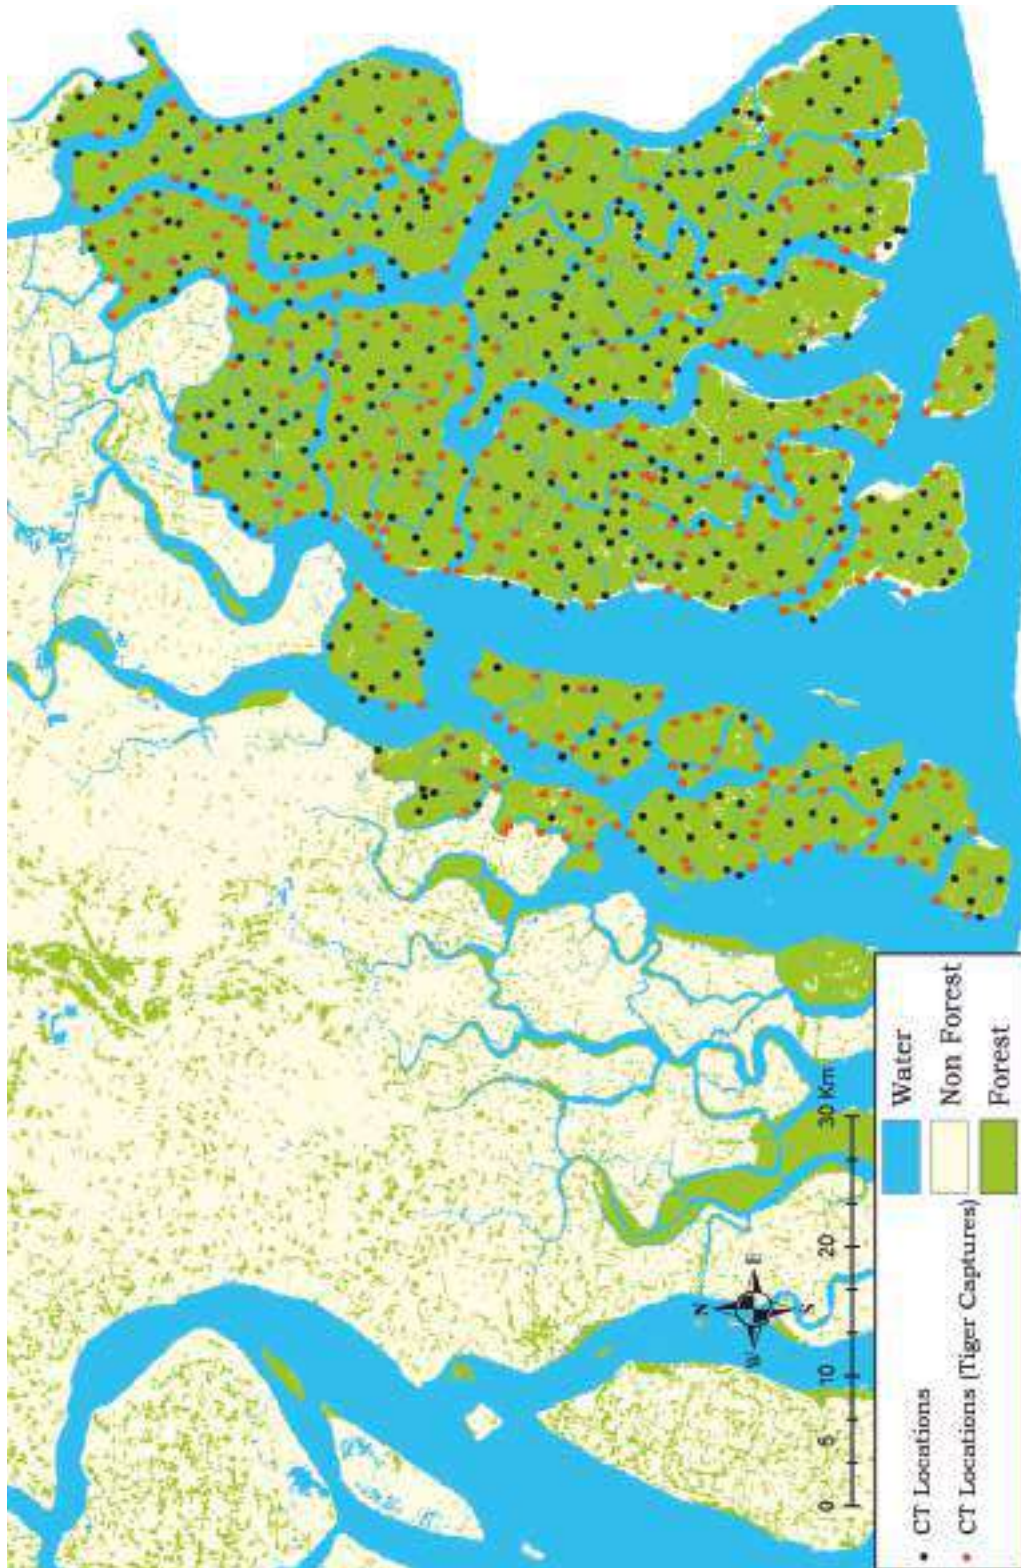 N
W
E
S
0
5
10
20
30 Km
CT Locations
CT Locations (Tiger Captures)
Water
Non Forest
Forest